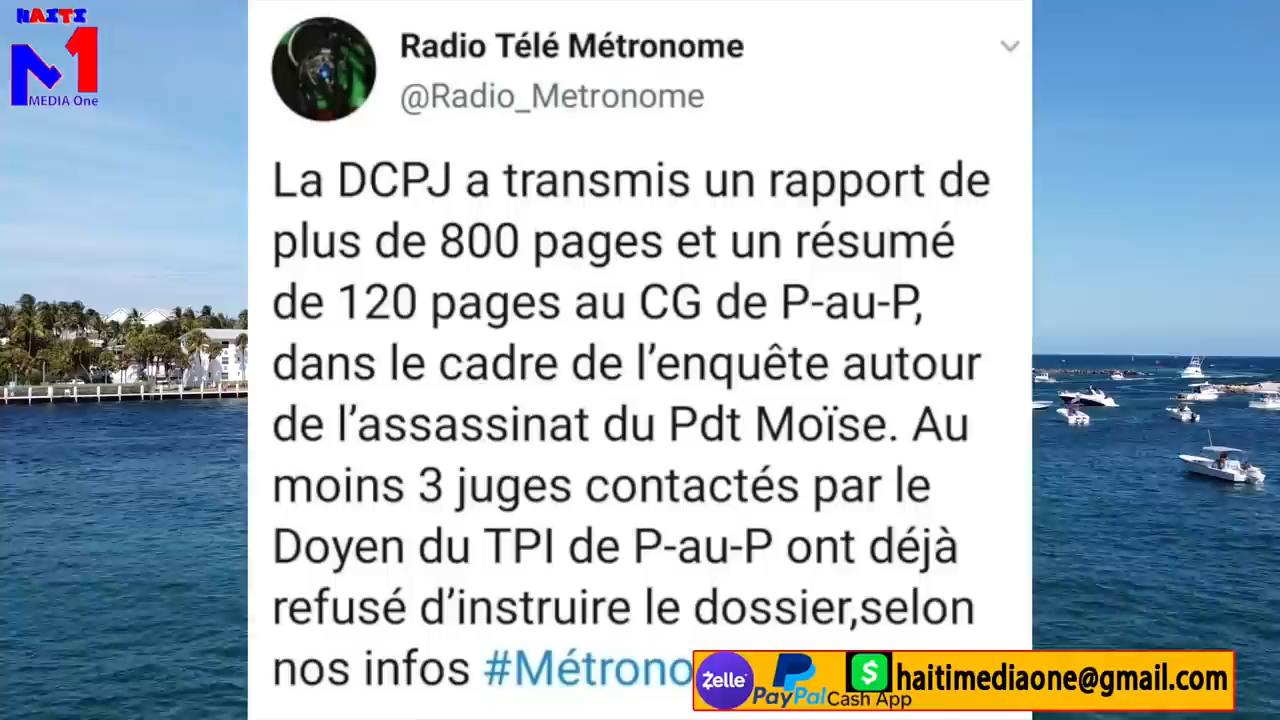 HAITI
M1
MEDIA One
Radio Télé Métronome
@Radio_Metronome
La DCPJ a transmis un rapport de
plus de 800 pages et un résumé
de 120 pages au CG de P-au-P,
dans le cadre de l’enquête autour
de l’assassinat du Pdt Moïse. Au
moins 3 juges contactés par le
Doyen du TPI de P-au-P ont déjà
refusé d’instruire le dossier,selon
nos infos #Métrono
Zelle
PayPal
$
Cash App
haitimediaone@gmail.com